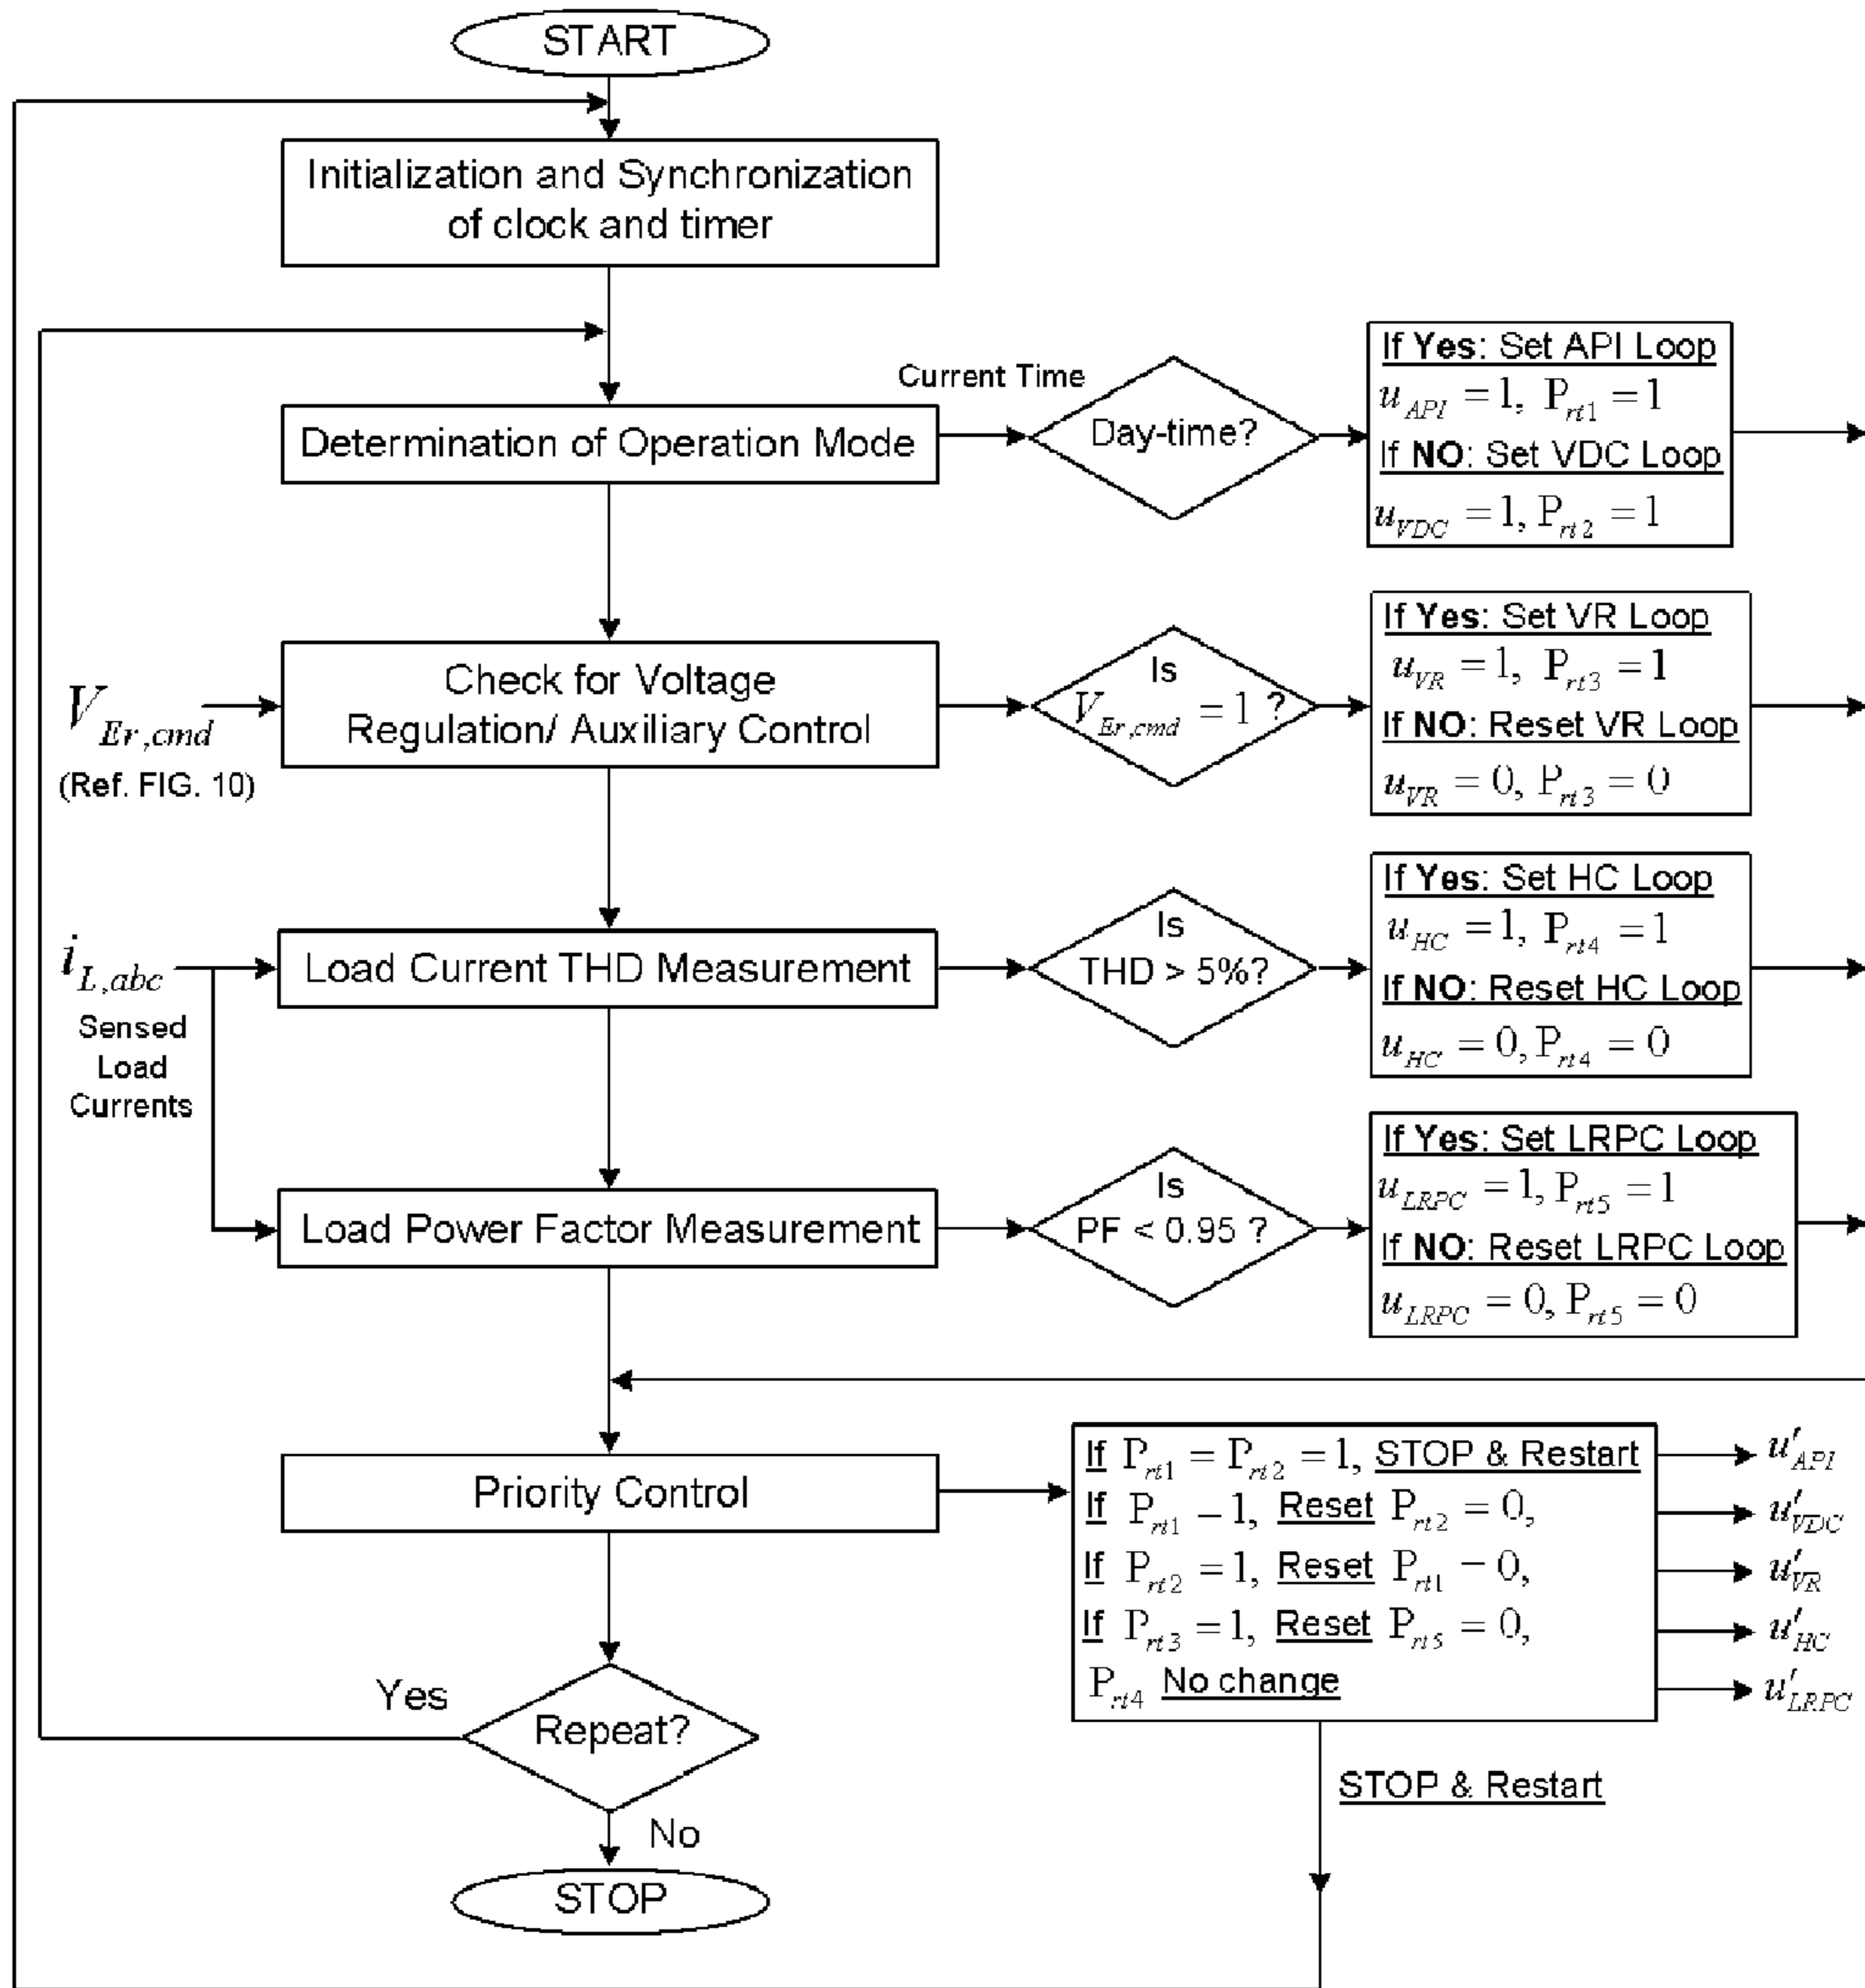 START
Initialization and Synchronization
of clock and timer
Determination of Operation Mode
Current Time
Day-time?
If Yes: Set API Loop
u_API = 1, P_rt1 = 1
If NO: Set VDC Loop
u_VDC = 1, P_rt2 = 1
V_Er,cmd
(Ref. FIG. 10)
Check for Voltage
Regulation/ Auxiliary Control
Is
V_Er,cmd = 1 ?
If Yes: Set VR Loop
u_VR = 1, P_rt3 = 1
If NO: Reset VR Loop
u_VR = 0, P_rt3 = 0
i_L,abc
Sensed
Load
Currents
Load Current THD Measurement
Is
THD > 5%?
If Yes: Set HC Loop
u_HC = 1, P_rt4 = 1
If NO: Reset HC Loop
u_HC = 0, P_rt4 = 0
Load Power Factor Measurement
Is
PF < 0.95 ?
If Yes: Set LRPC Loop
u_LRPC = 1, P_rt5 = 1
If NO: Reset LRPC Loop
u_LRPC = 0, P_rt5 = 0
Priority Control
If P_rt1 = P_rt2 = 1, STOP & Restart
If P_rt1 – 1, Reset P_rt2 = 0,
If P_rt2 = 1, Reset P_rt1 – 0,
If P_rt3 = 1, Reset P_rt5 = 0,
P_rt4 No change
u′_API
u′_VDC
u′_VR
u′_HC
u′_LRPC
Yes
Repeat?
No
STOP
STOP & Restart